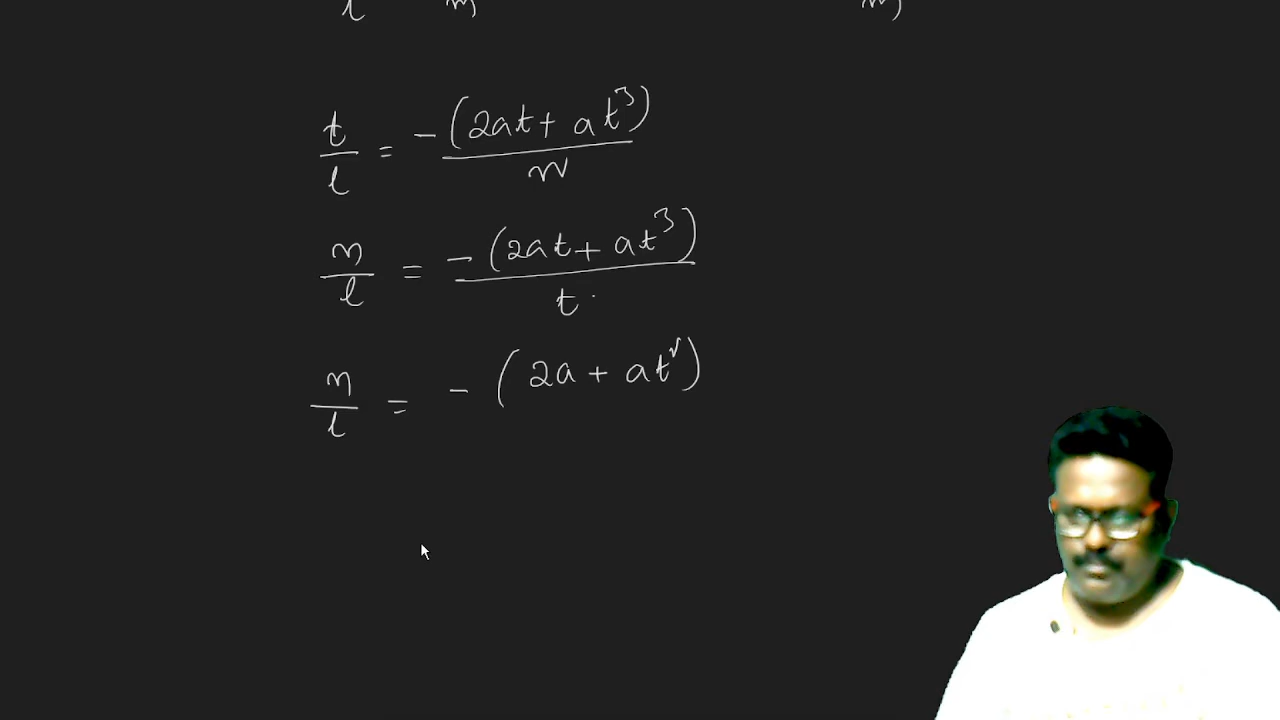 t/l = -(2at + at³)/n
n/l = -(2at + at³)/t
n/l = -(2a + at²)